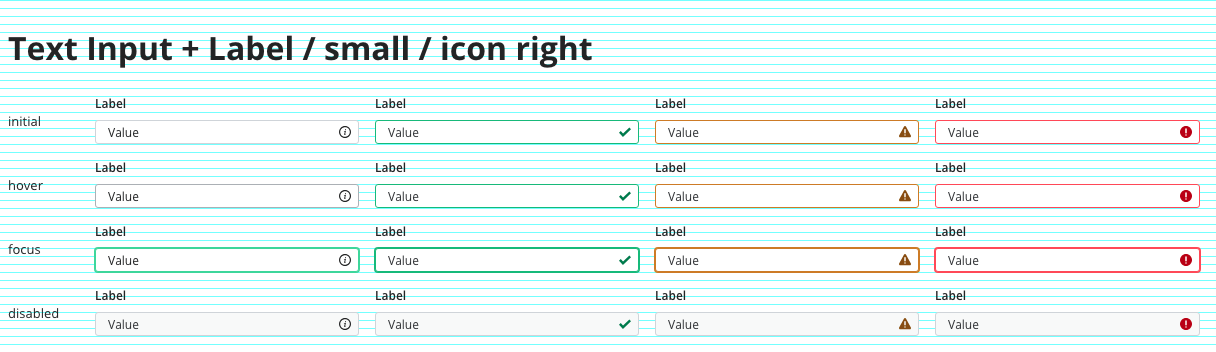 Text Input + Label / small / icon right
Label Label Label Label
initial Value Value Value Value
Label Label Label Label
hover Value Value Value Value
Label Label Label Label
focus Value Value Value Value
Label Label Label Label
disabled Value Value Value Value